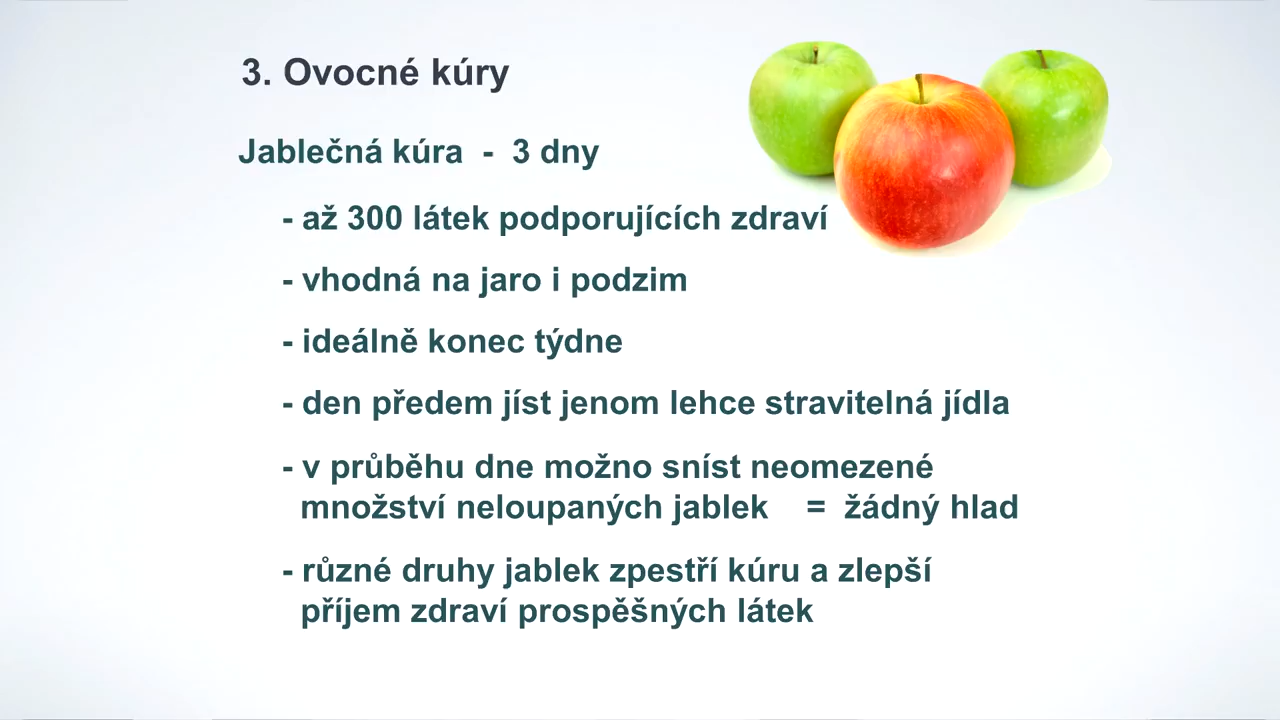 3. Ovocné kúry
Jablečná kúra - 3 dny
- až 300 látek podporujících zdraví
- vhodná na jaro i podzim
- ideálně konec týdne
- den předem jíst jenom lehce stravitelná jídla
- v průběhu dne možno sníst neomezené
množství neloupaných jablek = žádný hlad
- různé druhy jablek zpestří kúru a zlepší
příjem zdraví prospěšných látek